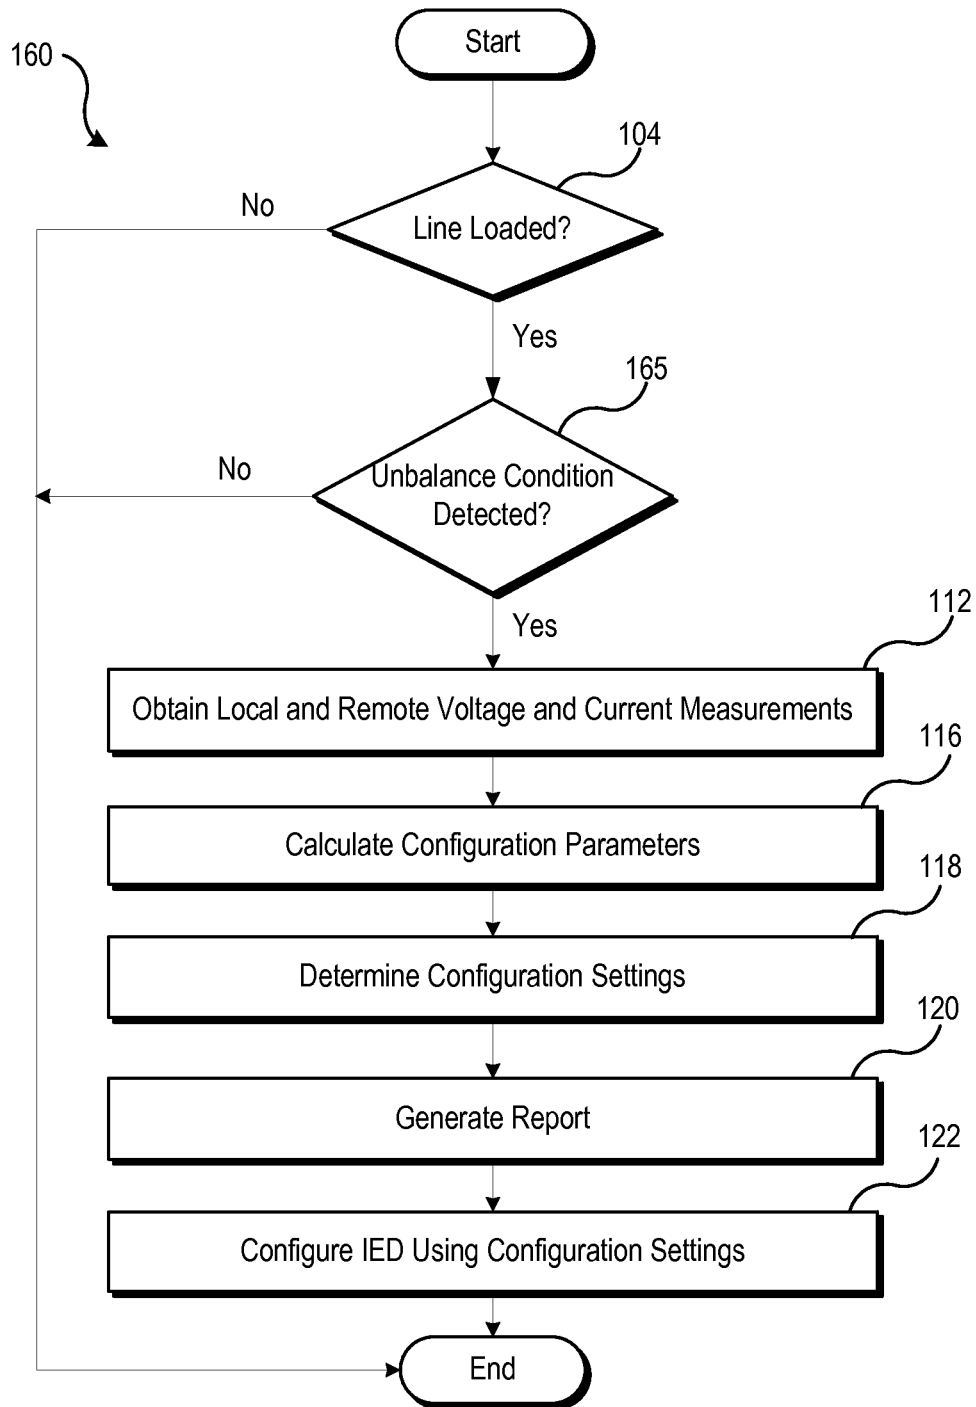 Start
160
104
No
Line Loaded?
Yes
165
No
Unbalance Condition
Detected?
Yes
112
Obtain Local and Remote Voltage and Current Measurements
116
Calculate Configuration Parameters
118
Determine Configuration Settings
120
Generate Report
122
Configure IED Using Configuration Settings
End